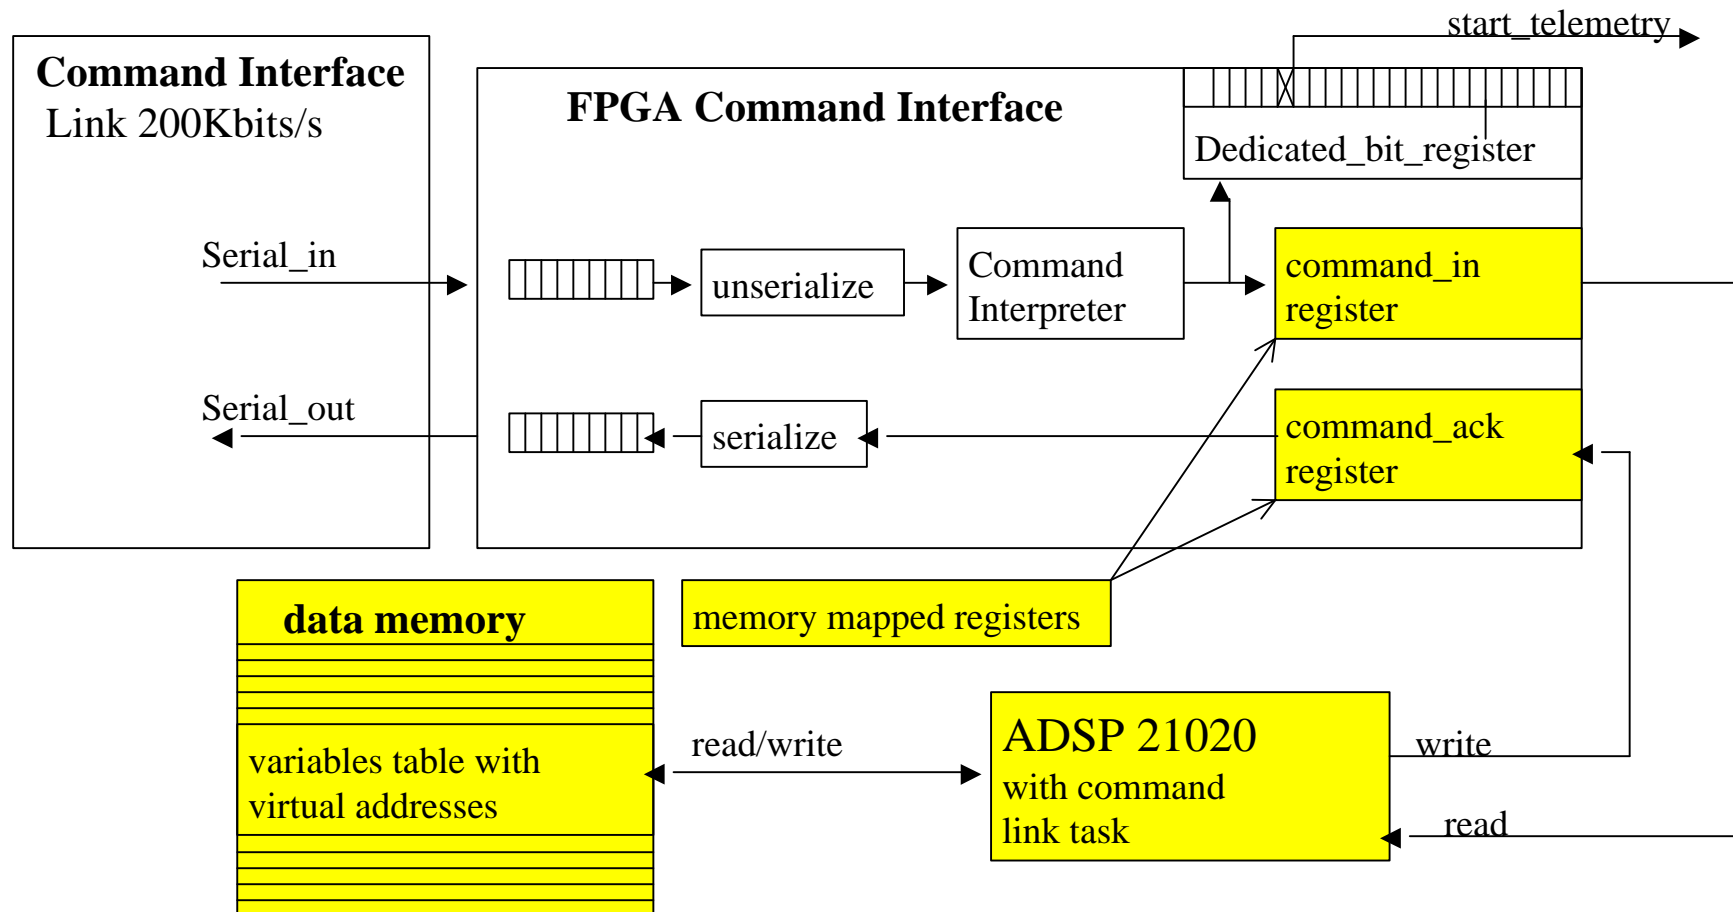 start_telemetry
Command Interface
Link 200Kbits/s
FPGA Command Interface
Dedicated_bit_register
Serial_in
unserialize
Command
Interpreter
command_in
register
Serial_out
serialize
command_ack
register
data memory
memory mapped registers
variables table with
virtual addresses
read/write
ADSP 21020
with command
link task
write
read